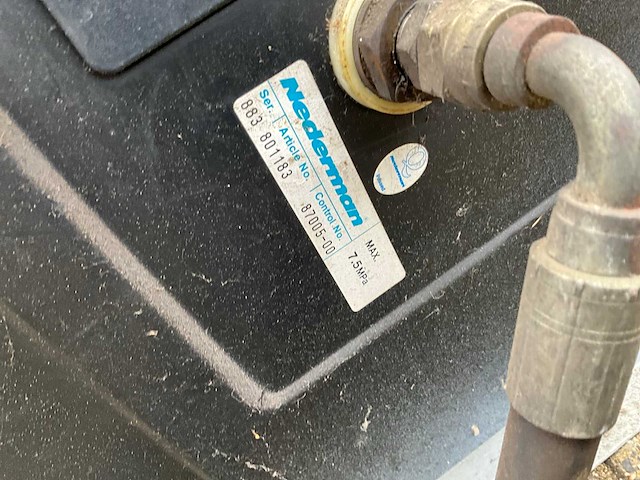 Nederman
Ser. Article No. Control.No. MAX.
883 801183 87005-00 7.5MPa